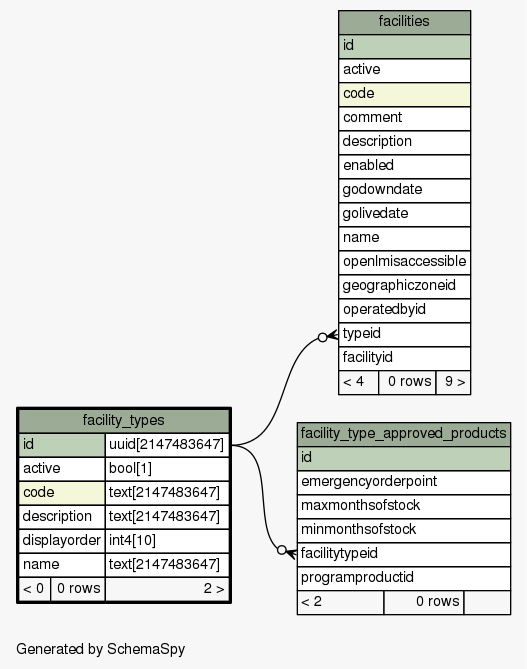 facilities
id
active
code
comment
description
enabled
godowndate
golivedate
name
openlmisaccessible
geographiczoneid
operatedbyid
typeid
facilityid
< 4 0 rows 9 >
facility_types
id uuid[2147483647]
active bool[1]
code text[2147483647]
description text[2147483647]
displayorder int4[10]
name text[2147483647]
< 0 0 rows 2 >
facility_type_approved_products
id
emergencyorderpoint
maxmonthsofstock
minmonthsofstock
facilitytypeid
programproductid
< 2 0 rows
Generated by SchemaSpy